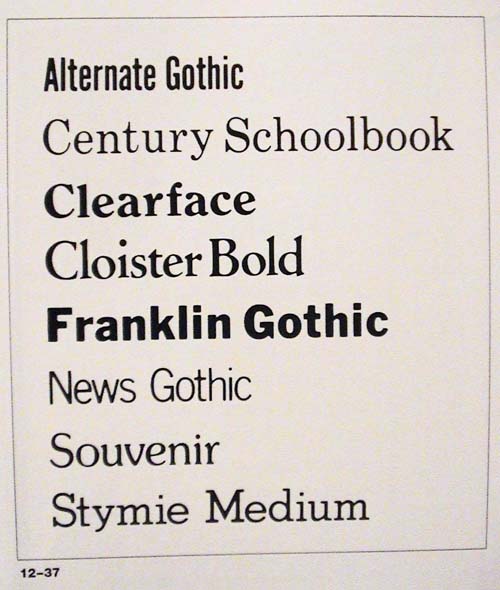 Alternate Gothic
Century Schoolbook
Clearface
Cloister Bold
Franklin Gothic
News Gothic
Souvenir
Stymie Medium
12–37